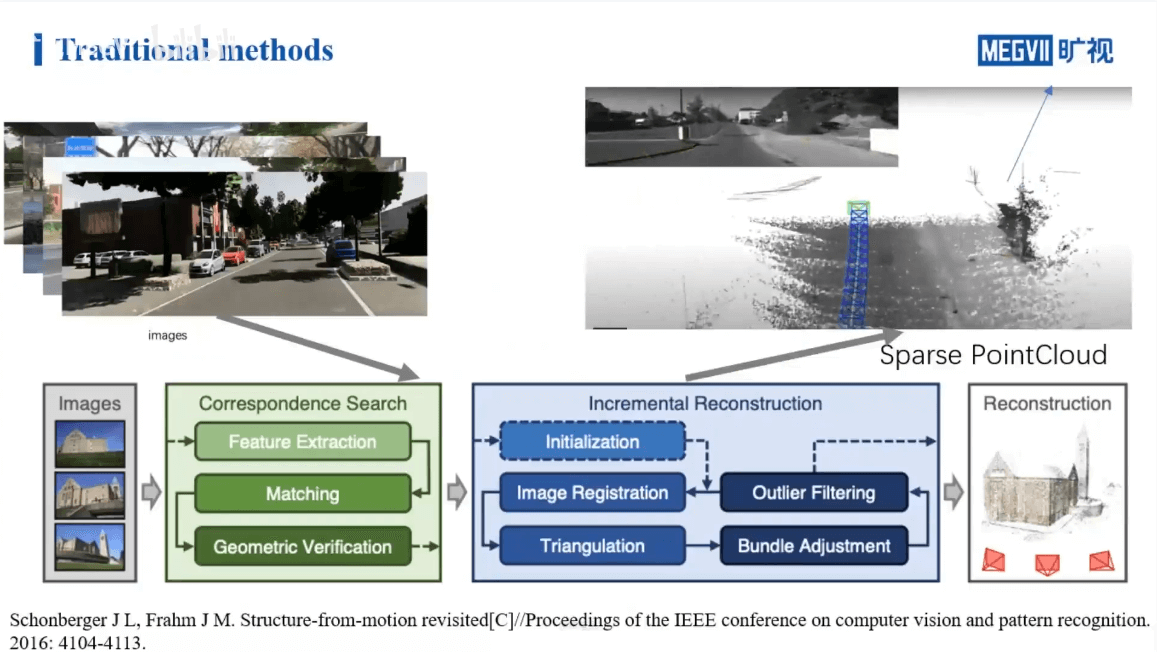 Traditional methods
MEGVII 旷视
images
Sparse PointCloud
Images
Correspondence Search
Feature Extraction
Matching
Geometric Verification
Incremental Reconstruction
Initialization
Image Registration
Outlier Filtering
Triangulation
Bundle Adjustment
Reconstruction
Schonberger J L, Frahm J M. Structure-from-motion revisited[C]//Proceedings of the IEEE conference on computer vision and pattern recognition.
2016: 4104-4113.